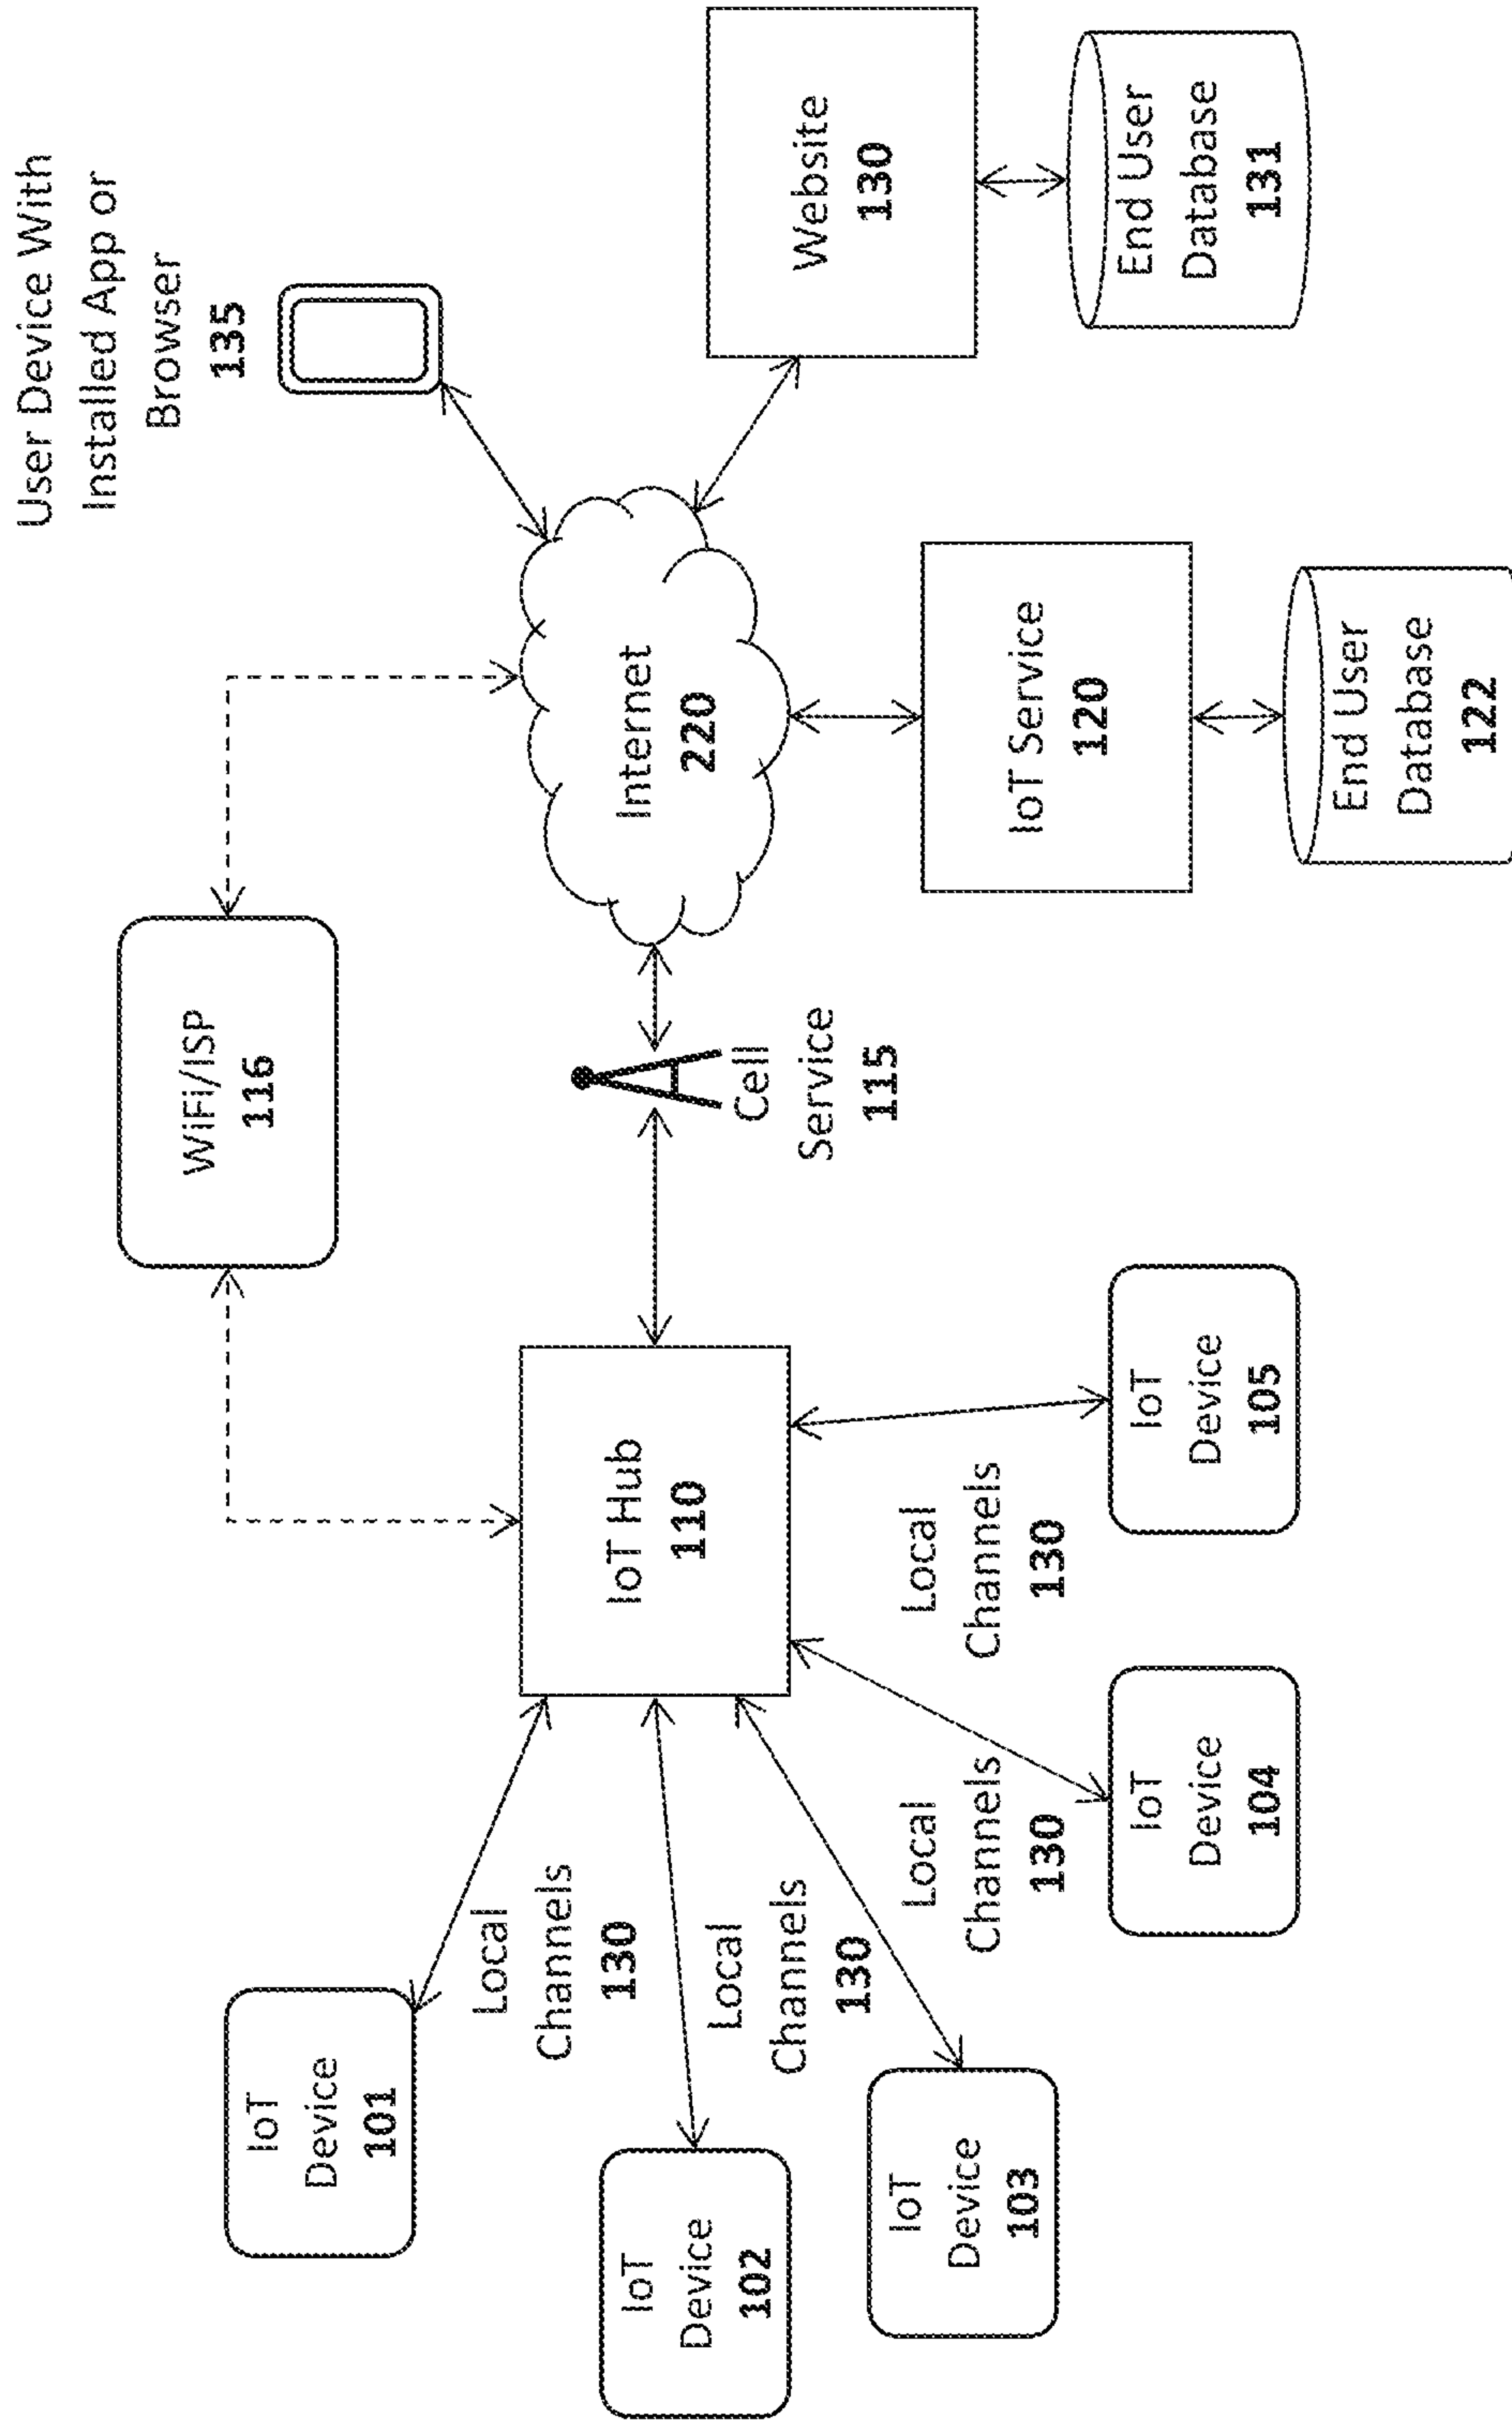 User Device With
Installed App or
Browser
135
WiFi/ISP
116
IoT
Device
101
Local
Channels
130
IoT
Device
102
Local
Channels
130
IoT
Device
103
IoT Hub
110
Cell
Service
115
Internet
220
Website
130
End User
Database
131
Local
Channels
130
IoT
Device
104
Local
Channels
130
IoT
Device
105
IoT Service
120
End User
Database
122